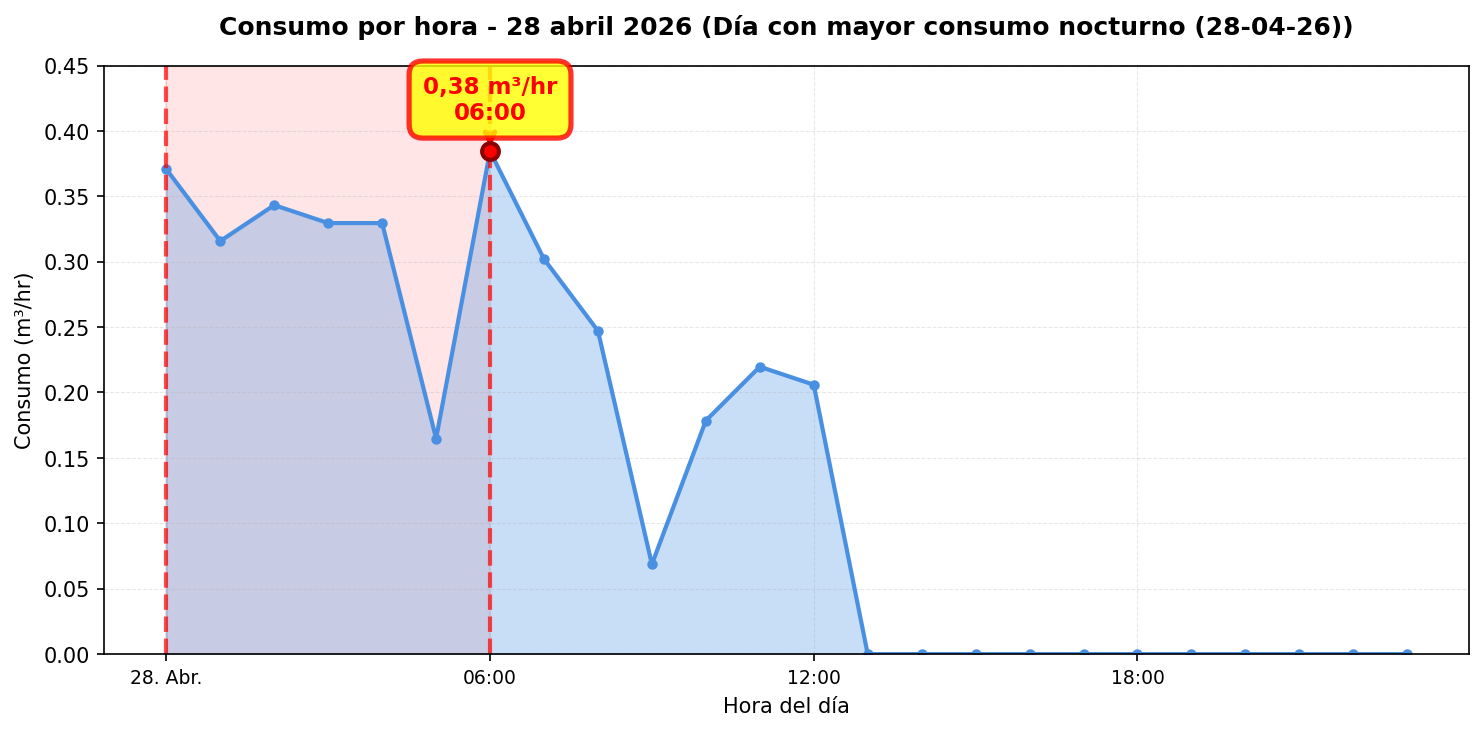 Consumo por hora - 28 abril 2026 (Día con mayor consumo nocturno (28-04-26))
0,38 m³/hr
06:00
Consumo (m³/hr)
0.45
0.40
0.35
0.30
0.25
0.20
0.15
0.10
0.05
0.00
28. Abr.
06:00
12:00
18:00
Hora del día